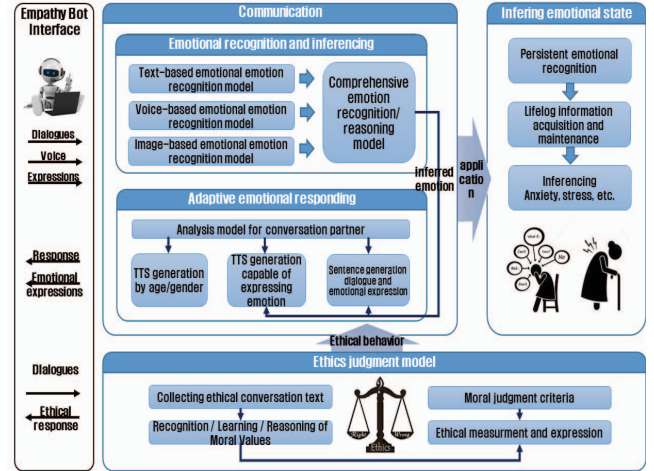 Empathy Bot
Interface
Dialogues
Voice
Expressions
Response
Emotional
expressions
Dialogues
Ethical
response
Communication
Emotional recognition and inferencing
Text-based emotional emotion
recognition model
Voice-based emotional emotion
recognition model
Image-based emotional emotion
recognition model
Comprehensive
emotion
recognition/
reasoning
model
inferred
emotion
Adaptive emotional responding
Analysis model for conversation partner
TTS generation
by age/gender
TTS generation
capable of
expressing
emotion
Sentence generation
dialogue and
emotional expression
appli
catio
n
Infering emotional state
Persistent emotional
recognition
Lifelog information
acquisition and
maintenance
Inferencing
Anxiety, stress, etc.
No
Ethical behavior
Ethics judgment model
Collecting ethical conversation text
Recognition / Learning / Reasoning
of Moral Values
Right
Wrong
Ethics
Moral judgment criteria
Ethical measurment and expression